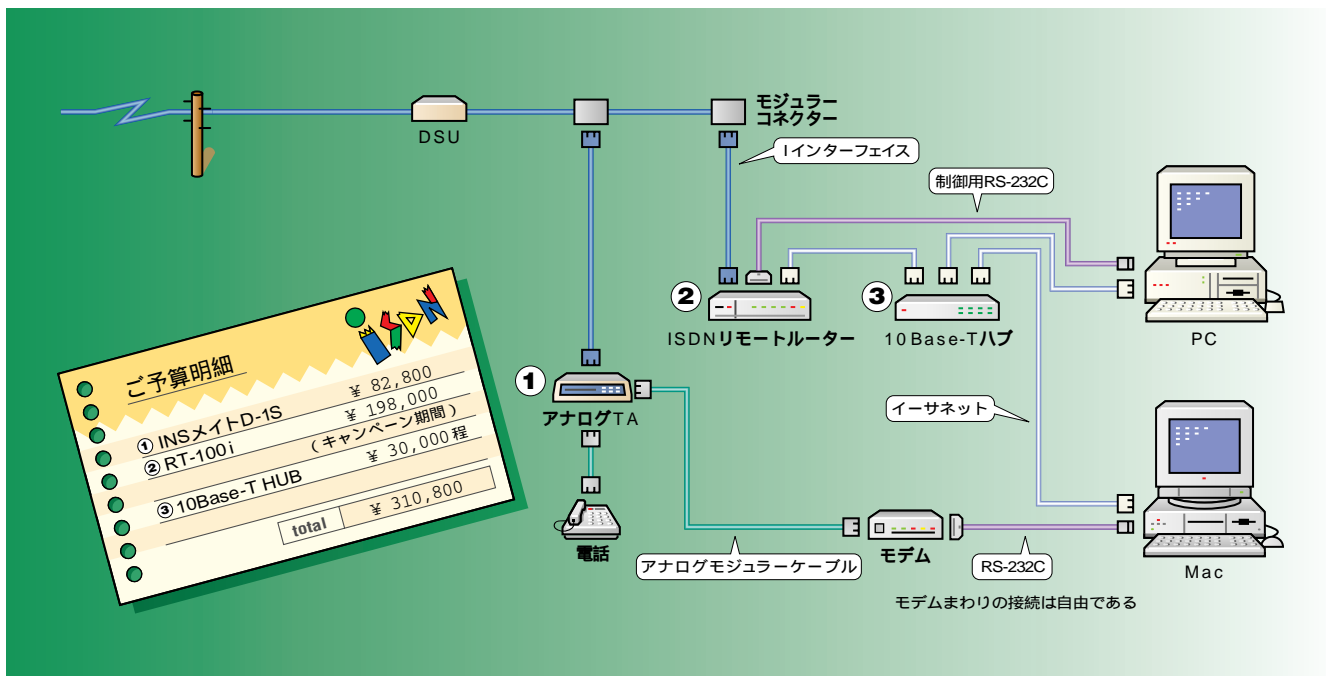 DSU
モジュラー
コネクター
Iインターフェイス
制御用RS-232C
PC
②
ISDNリモートルーター
③
10Base-Tハブ
①
アナログTA
イーサネット
電話
アナログモジュラーケーブル
モデム
RS-232C
Mac
モデムまわりの接続は自由である
ISDN
ご予算明細
①INSメイトD-1S ¥ 82,800
②RT-100i ¥ 198,000
(キャンペーン期間)
③10Base-T HUB ¥ 30,000程
total ¥ 310,800